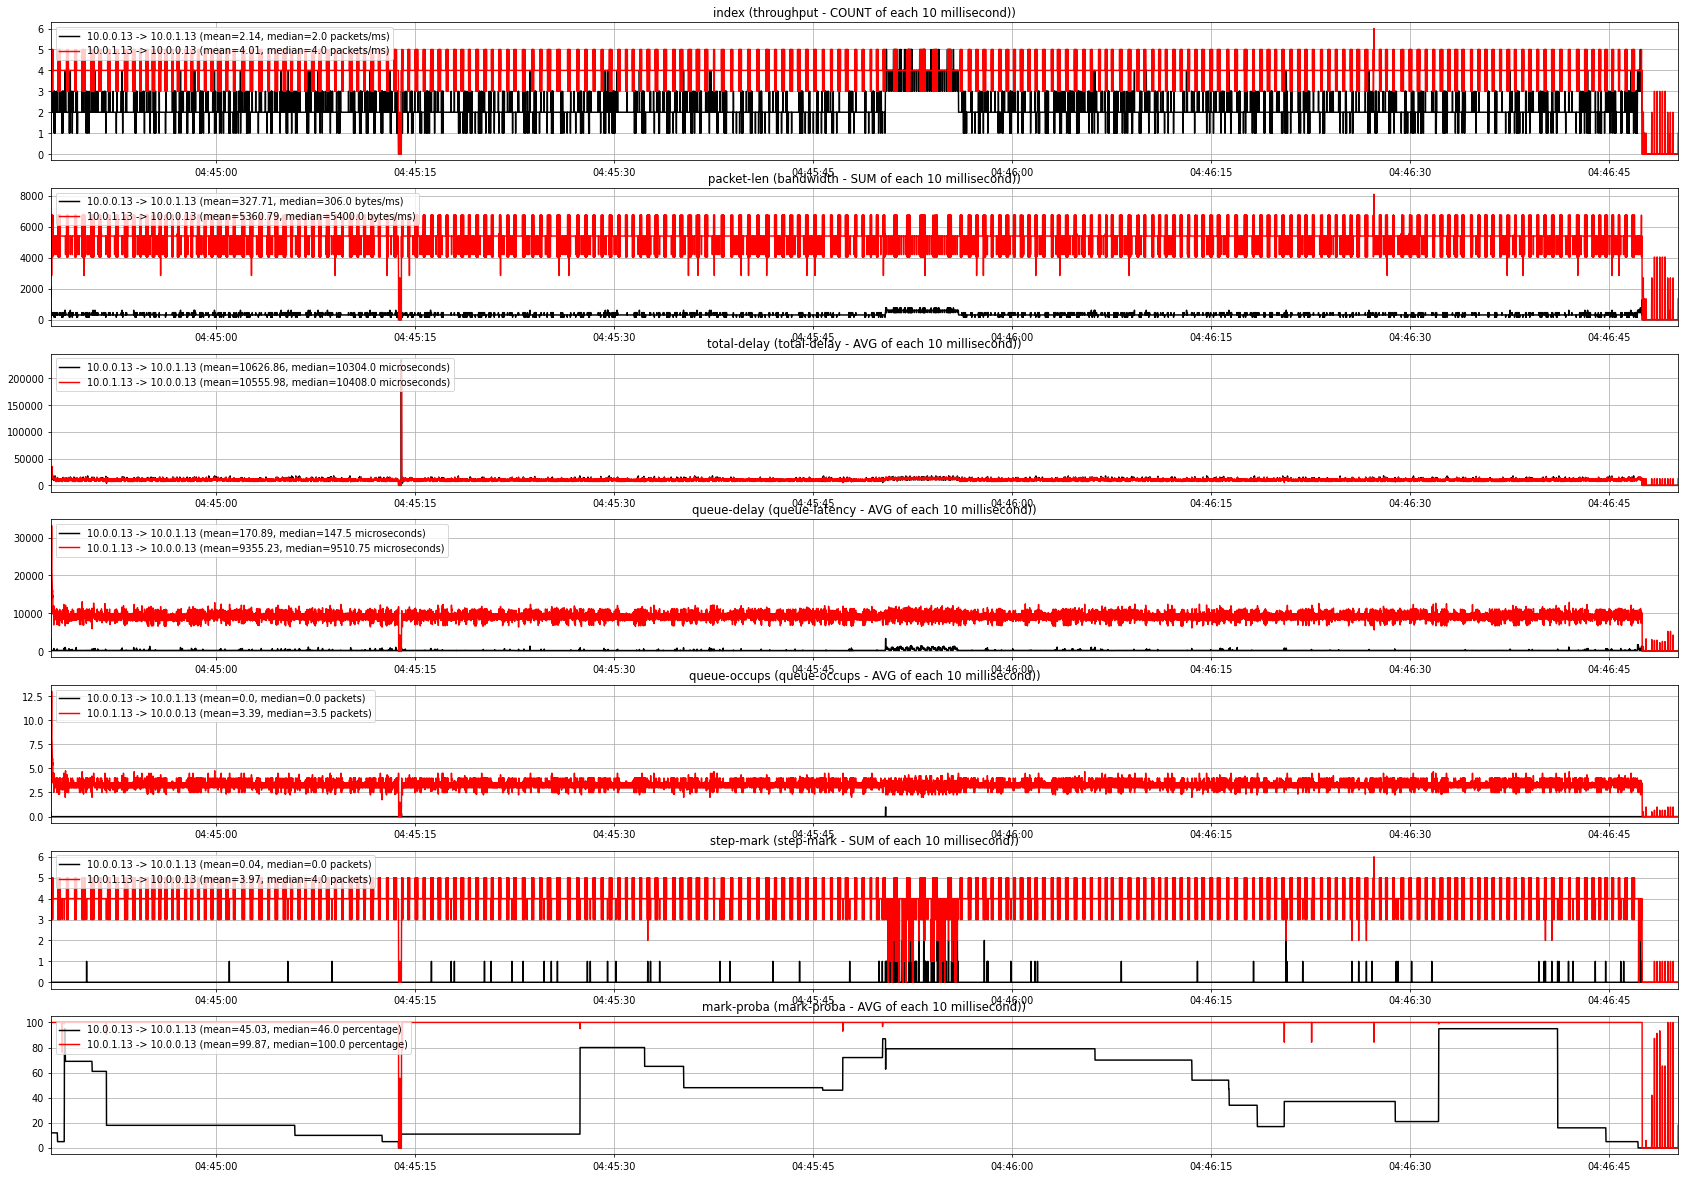 index (throughput - COUNT of each 10 millisecond))
10.0.0.13 -> 10.0.1.13 (mean=2.14, median=2.0 packets/ms)
10.0.1.13 -> 10.0.0.13 (mean=4.01, median=4.0 packets/ms)
6
5
4
3
2
1
0
04:45:00 04:45:15 04:45:30 04:45:45 04:46:00 04:46:15 04:46:30 04:46:45
packet-len (bandwidth - SUM of each 10 millisecond))
10.0.0.13 -> 10.0.1.13 (mean=327.71, median=306.0 bytes/ms)
10.0.1.13 -> 10.0.0.13 (mean=5360.79, median=5400.0 bytes/ms)
8000
6000
4000
2000
0
04:45:00 04:45:15 04:45:30 04:45:45 04:46:00 04:46:15 04:46:30 04:46:45
total-delay (total-delay - AVG of each 10 millisecond))
10.0.0.13 -> 10.0.1.13 (mean=10626.86, median=10304.0 microseconds)
10.0.1.13 -> 10.0.0.13 (mean=10555.98, median=10408.0 microseconds)
200000
150000
100000
50000
0
04:45:00 04:45:15 04:45:30 04:45:45 04:46:00 04:46:15 04:46:30 04:46:45
queue-delay (queue-latency - AVG of each 10 millisecond))
10.0.0.13 -> 10.0.1.13 (mean=170.89, median=147.5 microseconds)
10.0.1.13 -> 10.0.0.13 (mean=9355.23, median=9510.75 microseconds)
30000
20000
10000
0
04:45:00 04:45:15 04:45:30 04:45:45 04:46:00 04:46:15 04:46:30 04:46:45
queue-occups (queue-occups - AVG of each 10 millisecond))
10.0.0.13 -> 10.0.1.13 (mean=0.0, median=0.0 packets)
10.0.1.13 -> 10.0.0.13 (mean=3.39, median=3.5 packets)
12.5
10.0
7.5
5.0
2.5
0.0
04:45:00 04:45:15 04:45:30 04:45:45 04:46:00 04:46:15 04:46:30 04:46:45
step-mark (step-mark - SUM of each 10 millisecond))
10.0.0.13 -> 10.0.1.13 (mean=0.04, median=0.0 packets)
10.0.1.13 -> 10.0.0.13 (mean=3.97, median=4.0 packets)
6
5
4
3
2
1
0
04:45:00 04:45:15 04:45:30 04:45:45 04:46:00 04:46:15 04:46:30 04:46:45
mark-proba (mark-proba - AVG of each 10 millisecond))
10.0.0.13 -> 10.0.1.13 (mean=45.03, median=46.0 percentage)
10.0.1.13 -> 10.0.0.13 (mean=99.87, median=100.0 percentage)
100
80
60
40
20
0
04:45:00 04:45:15 04:45:30 04:45:45 04:46:00 04:46:15 04:46:30 04:46:45